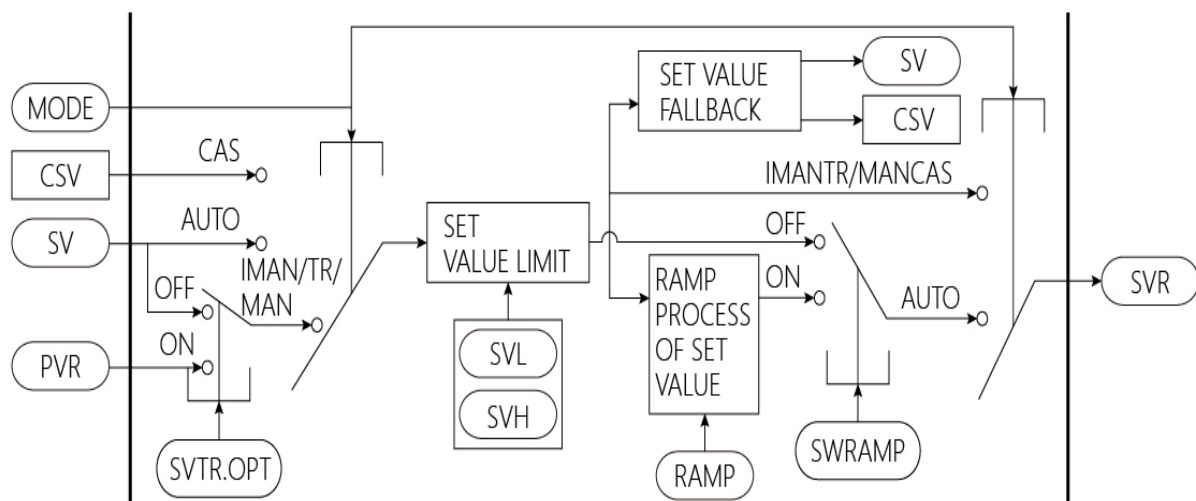 SV
SET VALUE
FALLBACK
MODE
CSV
CAS
CSV
IMANTR/MANCAS
AUTO
SV
SET
VALUE LIMIT
OFF
IMAN/TR/
MAN
OFF
RAMP
PROCESS
OF SET
VALUE
ON
AUTO
SVR
ON
PVR
SVL
SVH
SVTR.OPT
RAMP
SWRAMP